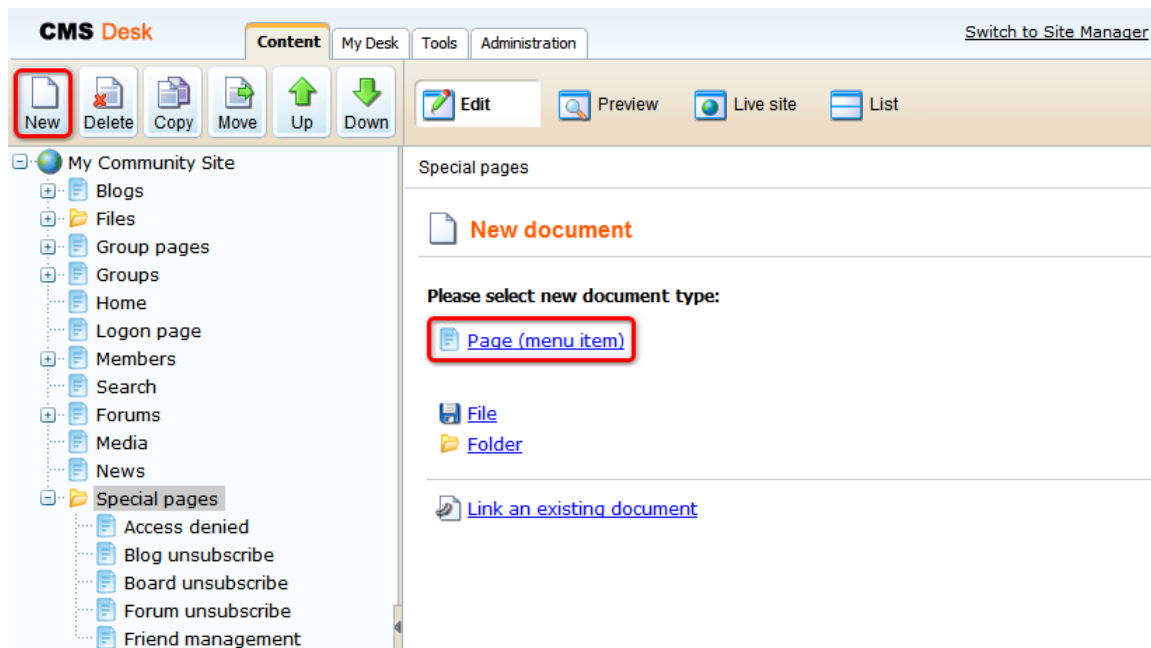 CMS Desk
Content
My Desk
Tools
Administration
Switch to Site Manager
New
Delete
Copy
Move
Up
Down
Edit
Preview
Live site
List
My Community Site
Blogs
Files
Group pages
Groups
Home
Logon page
Members
Search
Forums
Media
News
Special pages
Access denied
Blog unsubscribe
Board unsubscribe
Forum unsubscribe
Friend management
Special pages
New document
Please select new document type:
Page (menu item)
File
Folder
Link an existing document